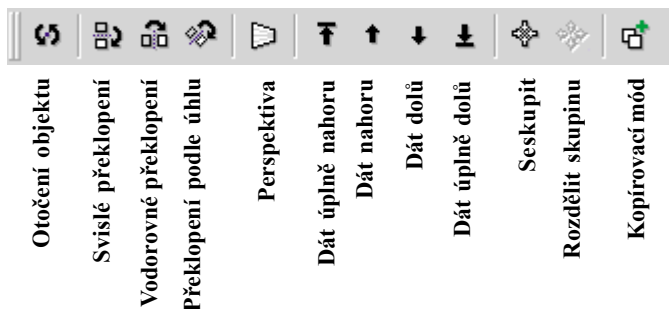 Otočení objektu
Svislé překlopení
Vodorovné překlopení
Překlopení podle úhlu
Perspektiva
Dát úplně nahoru
Dát nahoru
Dát dolů
Dát úplně dolů
Seskupit
Rozdělit skupinu
Kopírovací mód